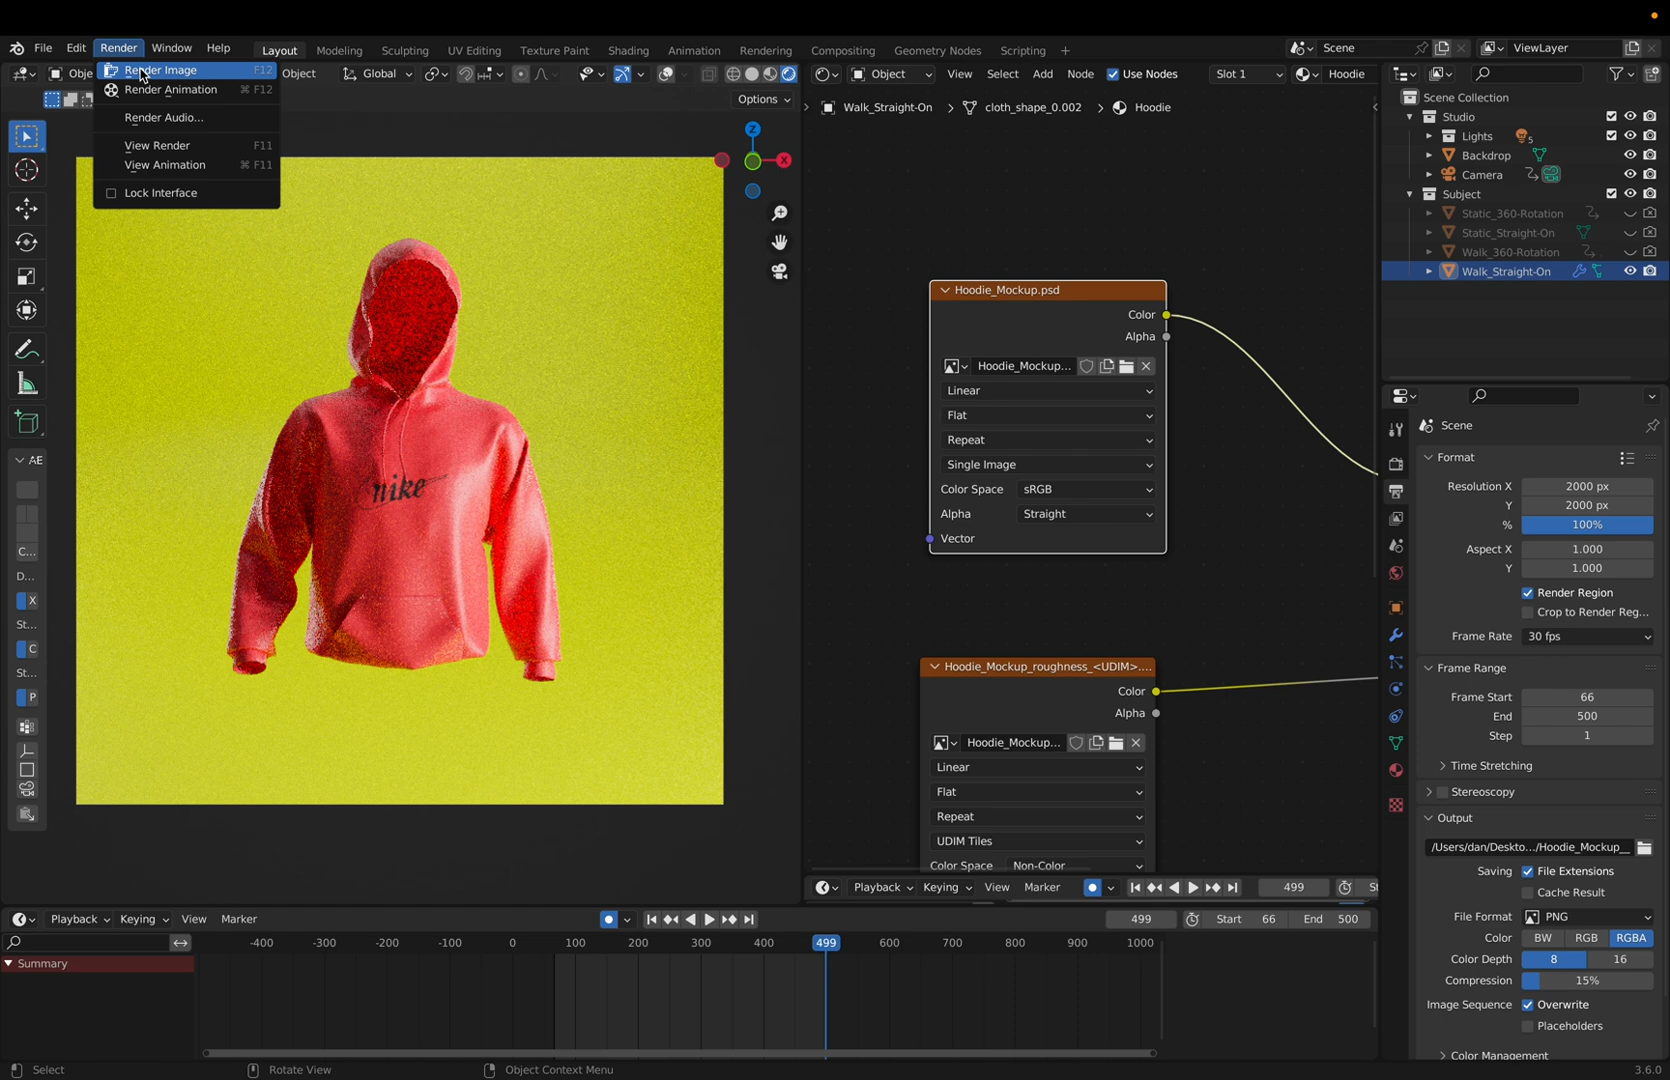 File Edit Render Window Help
Layout Modeling Sculpting UV Editing Texture Paint Shading Animation Rendering Compositing Geometry Nodes Scripting +
Scene
ViewLayer
Obje
Render Image F12
Render Animation ⌘ F12
Render Audio...
View Render F11
View Animation ⌘ F11
Lock Interface
Object
Global
Options
Z
X
nike
AE
C...
D...
X
St...
C
St...
P
Object View Select Add Node Use Nodes Slot 1 Hoodie
Walk_Straight-On > cloth_shape_0.002 > Hoodie
Hoodie_Mockup.psd
Color
Alpha
Hoodie_Mockup...
Linear
Flat
Repeat
Single Image
Color Space sRGB
Alpha Straight
Vector
Hoodie_Mockup_roughness_<UDIM>....
Color
Alpha
Hoodie_Mockup...
Linear
Flat
Repeat
UDIM Tiles
Color Space Non-Color
Playback Keying View Marker 499 St
Playback Keying View Marker 499 Start 66 End 500
-400 -300 -200 -100 0 100 200 300 400 499 600 700 800 900 1000
Summary
Scene Collection
Studio
Lights 5
Backdrop
Camera
Subject
Static_360-Rotation
Static_Straight-On
Walk_360-Rotation
Walk_Straight-On
Scene
Format
Resolution X 2000 px
Y 2000 px
% 100%
Aspect X 1.000
Y 1.000
Render Region
Crop to Render Reg...
Frame Rate 30 fps
Frame Range
Frame Start 66
End 500
Step 1
Time Stretching
Stereoscopy
Output
/Users/dan/Deskto.../Hoodie_Mockup__
Saving File Extensions
Cache Result
File Format PNG
Color BW RGB RGBA
Color Depth 8 16
Compression 15%
Image Sequence Overwrite
Placeholders
Color Management
Select Rotate View Object Context Menu 3.6.0